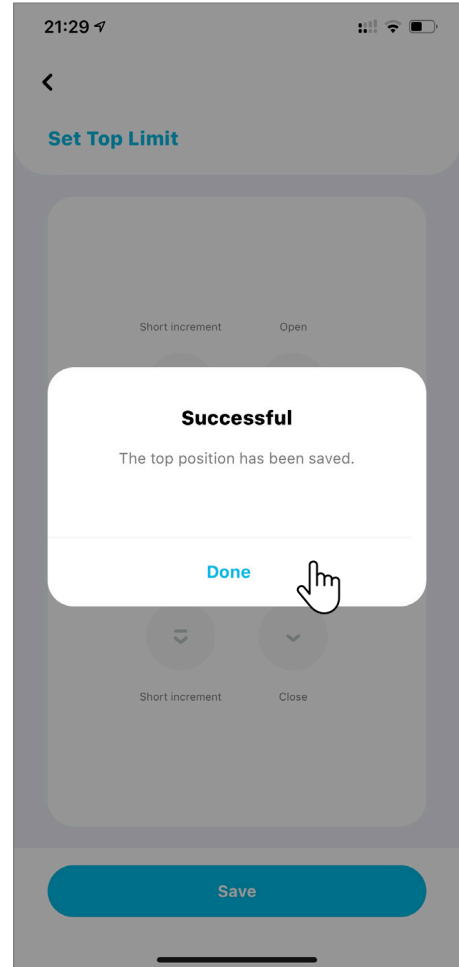 21:29
Set Top Limit
Short increment Open
Successful
The top position has been saved.
Done
Short increment Close
Save